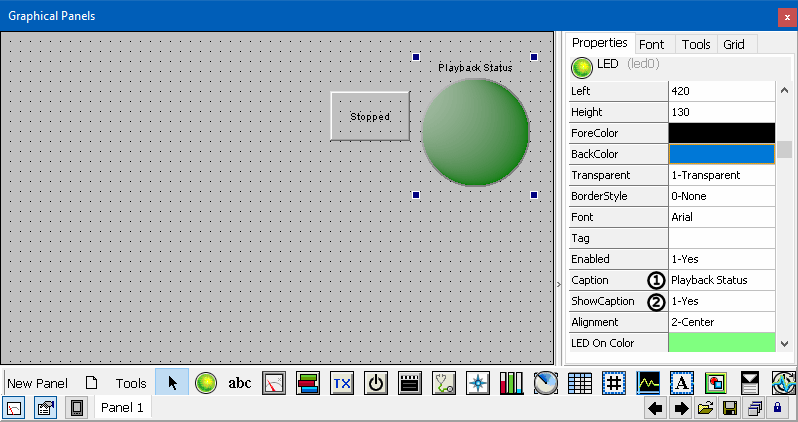 Graphical Panels
Playback Status
Stopped
Properties Font Tools Grid
LED (led0)
Left 420
Height 130
ForeColor
BackColor
Transparent 1-Transparent
BorderStyle 0-None
Font Arial
Tag
Enabled 1-Yes
Caption 1 Playback Status
ShowCaption 2 1-Yes
Alignment 2-Center
LED On Color
New Panel Tools abc TX A
Panel 1